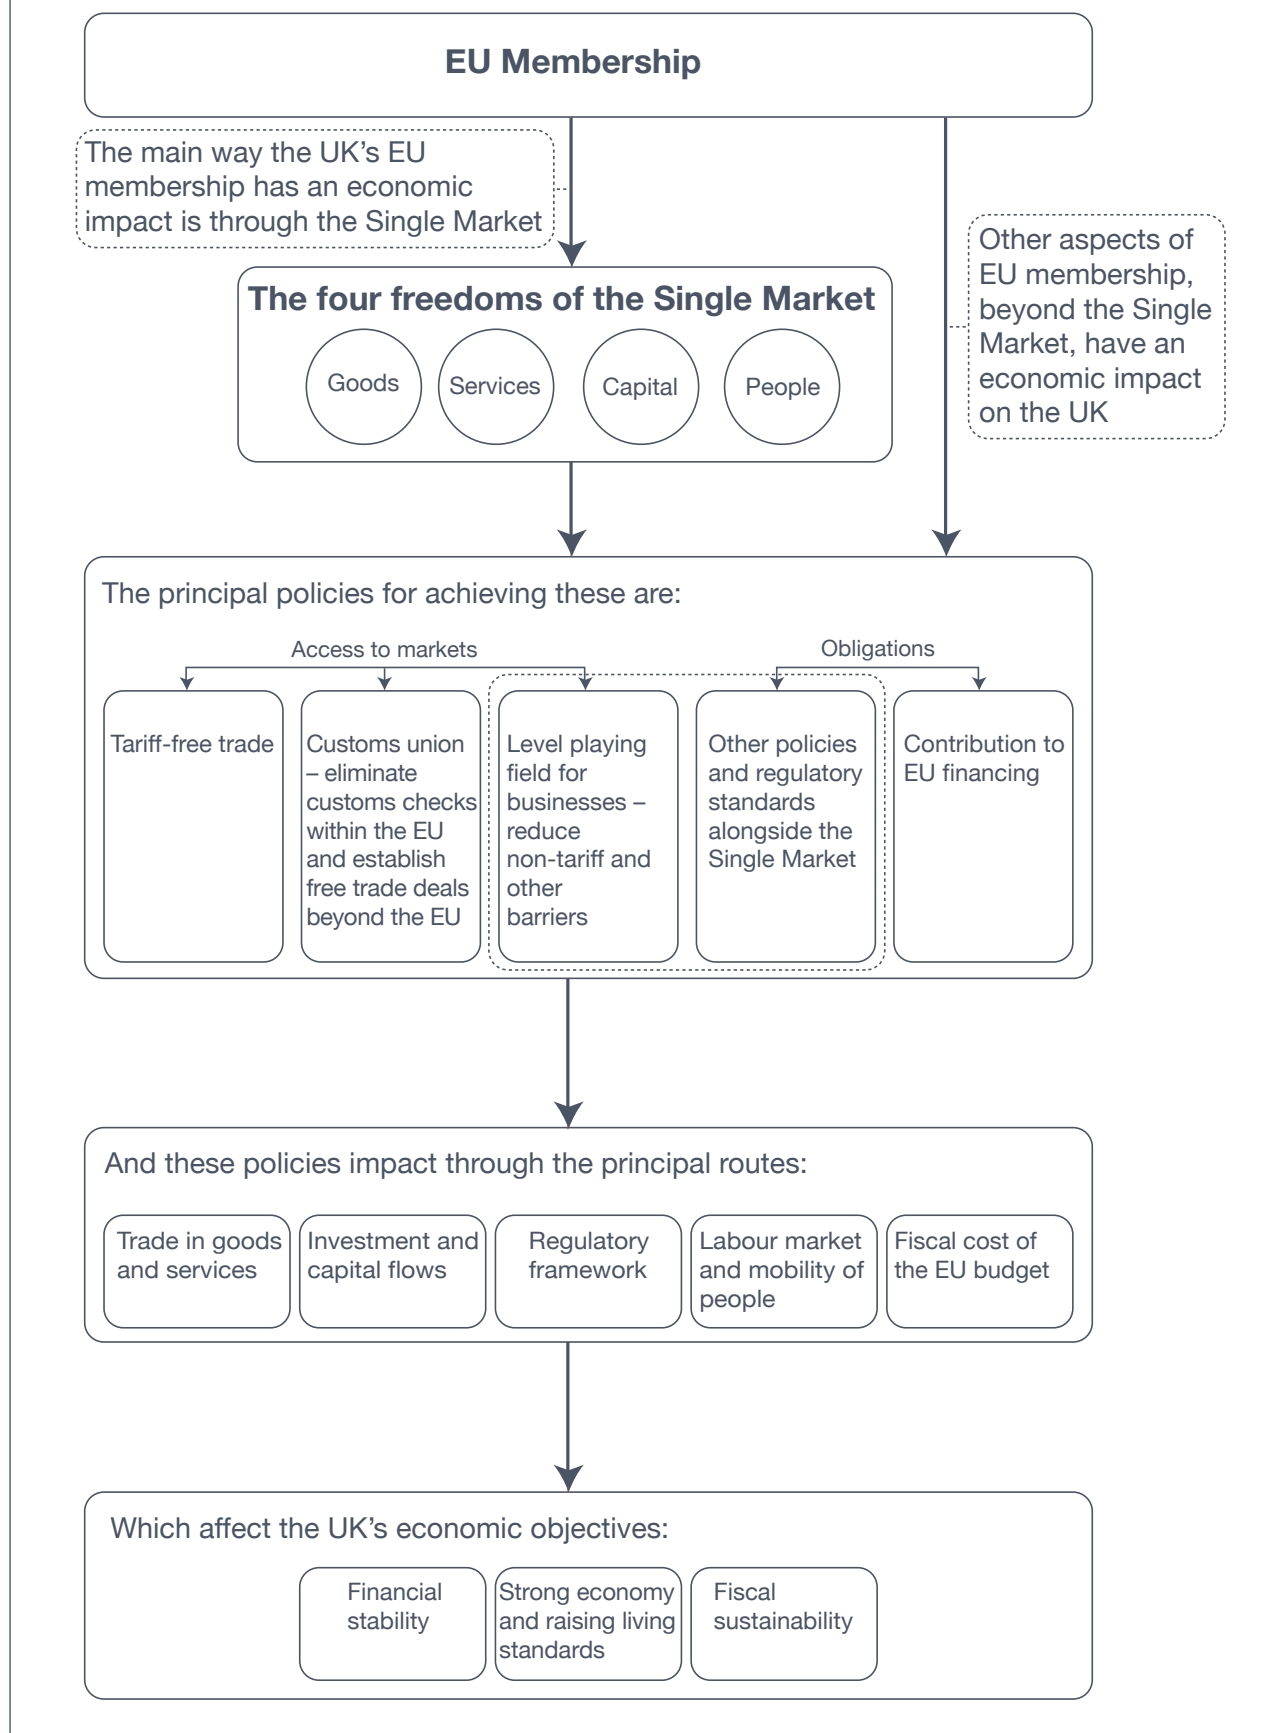 EU Membership
The main way the UK’s EU
membership has an economic
impact is through the Single Market
Other aspects of
EU membership,
beyond the Single
Market, have an
economic impact
on the UK
The four freedoms of the Single Market
Goods
Services
Capital
People
The principal policies for achieving these are:
Access to markets
Obligations
Tariff-free trade
Customs union
– eliminate
customs checks
within the EU
and establish
free trade deals
beyond the EU
Level playing
field for
businesses –
reduce
non-tariff and
other
barriers
Other policies
and regulatory
standards
alongside the
Single Market
Contribution to
EU financing
And these policies impact through the principal routes:
Trade in goods
and services
Investment and
capital flows
Regulatory
framework
Labour market
and mobility of
people
Fiscal cost of
the EU budget
Which affect the UK’s economic objectives:
Financial
stability
Strong economy
and raising living
standards
Fiscal
sustainability